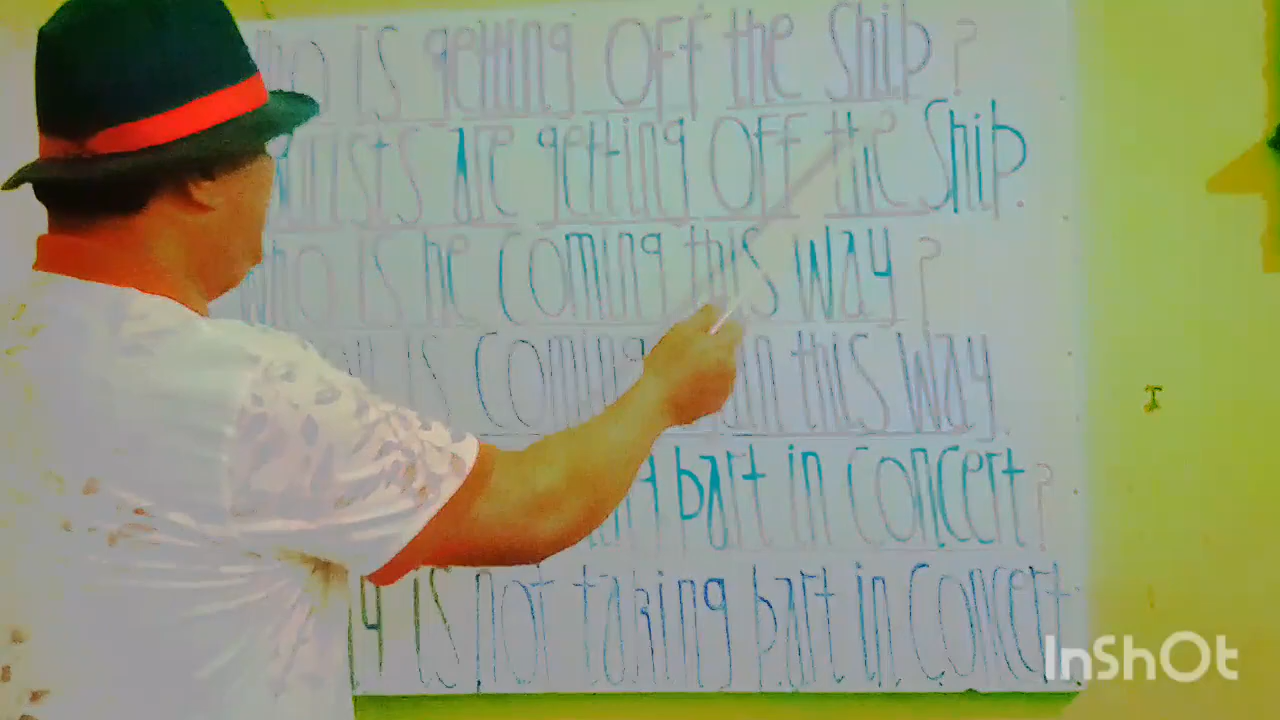 is getting Off the Ship?
are getting Off the Ship.
is he coming this way?
is coming in this way.
part in concert?
is not taking part in concert.
InShOt